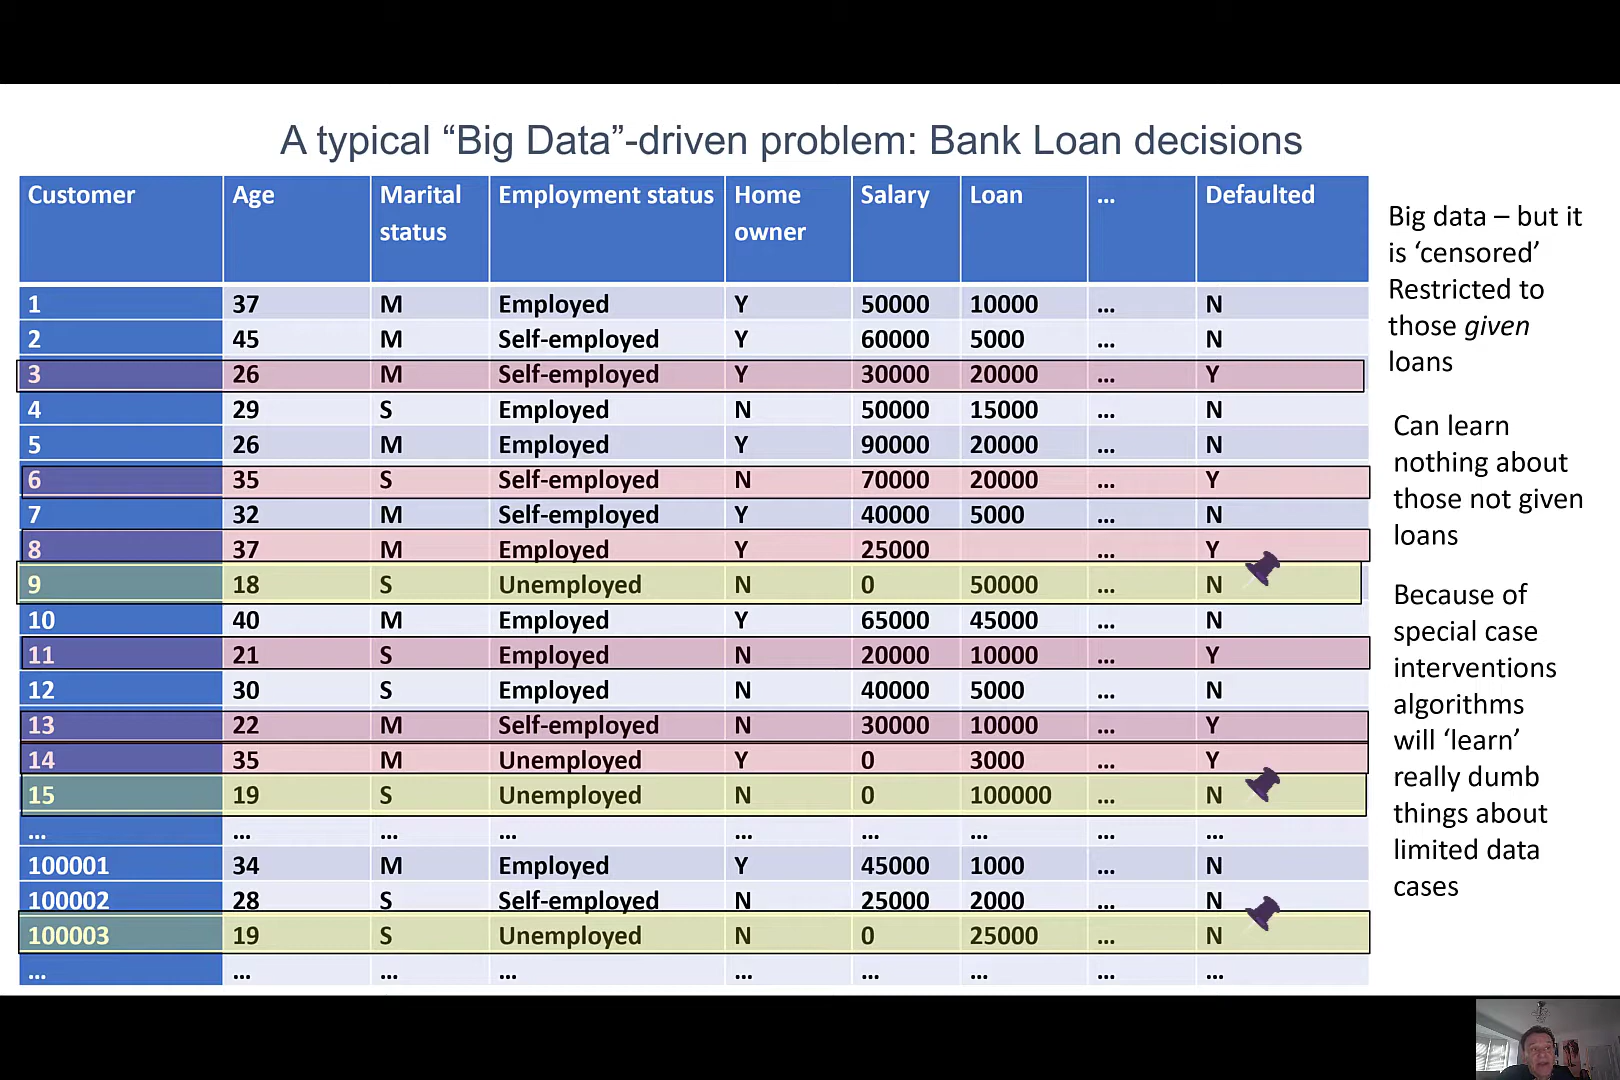 A typical “Big Data”-driven problem: Bank Loan decisions
Customer Age Marital status Employment status Home owner Salary Loan ... Defaulted
1 37 M Employed Y 50000 10000 ... N
2 45 M Self-employed Y 60000 5000 ... N
3 26 M Self-employed Y 30000 20000 ... Y
4 29 S Employed N 50000 15000 ... N
5 26 M Employed Y 90000 20000 ... N
6 35 S Self-employed N 70000 20000 ... Y
7 32 M Self-employed Y 40000 5000 ... N
8 37 M Employed Y 25000 ... Y
9 18 S Unemployed N 0 50000 ... N
10 40 M Employed Y 65000 45000 ... N
11 21 S Employed N 20000 10000 ... Y
12 30 S Employed N 40000 5000 ... N
13 22 M Self-employed N 30000 10000 ... Y
14 35 M Unemployed Y 0 3000 ... Y
15 19 S Unemployed N 0 100000 ... N
... ... ... ... ... ... ... ... ...
100001 34 M Employed Y 45000 1000 ... N
100002 28 S Self-employed N 25000 2000 ... N
100003 19 S Unemployed N 0 25000 ... N
... ... ... ... ... ... ... ... ...
Big data – but it
is ‘censored’
Restricted to
those given
loans
Can learn
nothing about
those not given
loans
Because of
special case
interventions
algorithms
will ‘learn’
really dumb
things about
limited data
cases